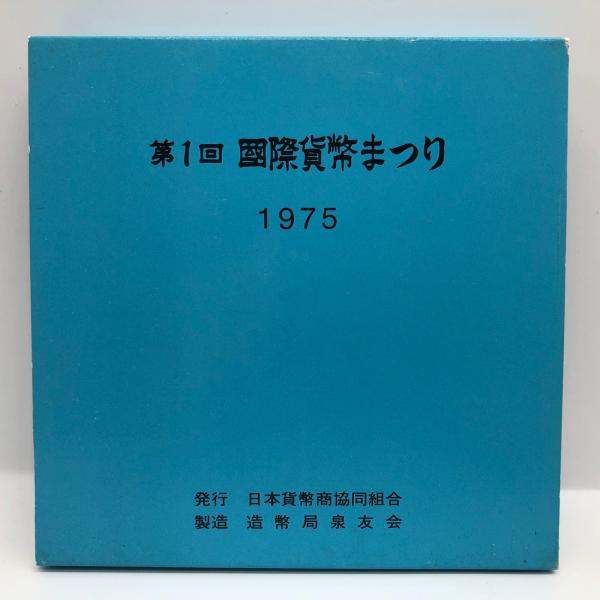 第1回 國際貨幣まつり
1975
発行 日本貨幣商協同組合
製造 造幣局泉友会